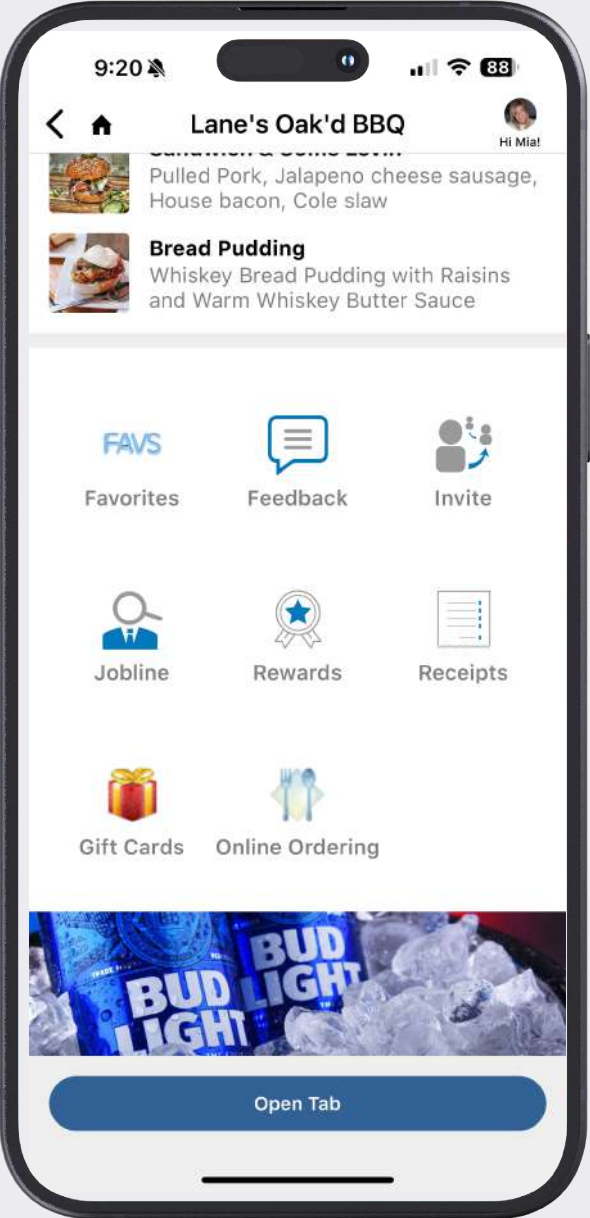 9:20
88
Lane's Oak'd BBQ
Hi Mia!
Pulled Pork, Jalapeno cheese sausage,
House bacon, Cole slaw
Bread Pudding
Whiskey Bread Pudding with Raisins
and Warm Whiskey Butter Sauce
FAVS
Favorites
Feedback
Invite
Jobline
Rewards
Receipts
Gift Cards
Online Ordering
BUD
LIGHT
BUD
LIGHT
Open Tab